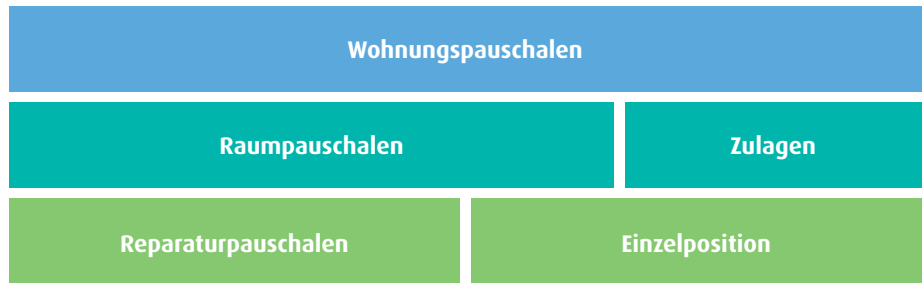 Wohnungspauschalen
Raumpauschalen
Zulagen
Reparaturpauschalen
Einzelposition